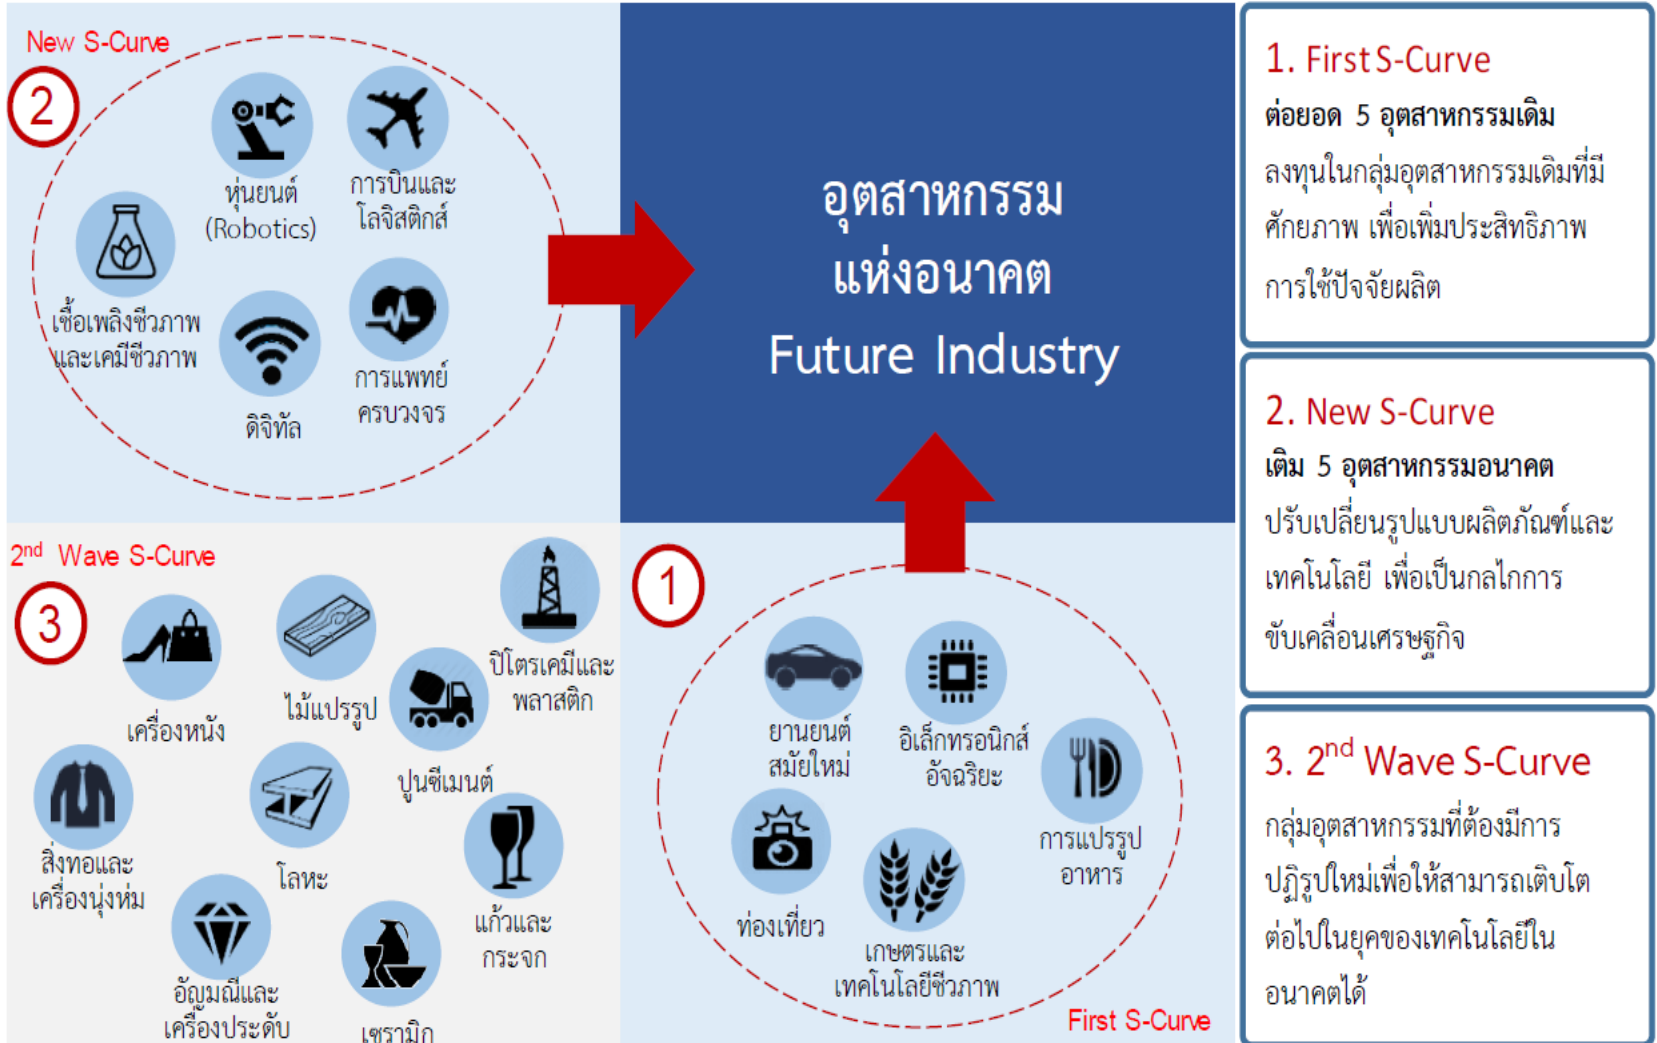 New S-Curve
2
หุ่นยนต์
(Robotics)
การบินและ
โลจิสติกส์
เชื้อเพลิงชีวภาพ
และเคมีชีวภาพ
ดิจิทัล
การแพทย์
ครบวงจร
อุตสาหกรรม
แห่งอนาคต
Future Industry
2nd Wave S-Curve
3
เครื่องหนัง
ไม้แปรรูป
ปิโตรเคมีและ
พลาสติก
ปูนซีเมนต์
สิ่งทอและ
เครื่องนุ่งห่ม
โลหะ
แก้วและ
กระจก
อัญมณีและ
เครื่องประดับ
เซรามิก
1
ยานยนต์
สมัยใหม่
อิเล็กทรอนิกส์
อัจฉริยะ
การแปรรูป
อาหาร
ท่องเที่ยว
เกษตรและ
เทคโนโลยีชีวภาพ
First S-Curve
1. First S-Curve
ต่อยอด 5 อุตสาหกรรมเดิม
ลงทุนในกลุ่มอุตสาหกรรมเดิมที่มี
ศักยภาพ เพื่อเพิ่มประสิทธิภาพ
การใช้ปัจจัยผลิต
2. New S-Curve
เติม 5 อุตสาหกรรมอนาคต
ปรับเปลี่ยนรูปแบบผลิตภัณฑ์และ
เทคโนโลยี เพื่อเป็นกลไกการ
ขับเคลื่อนเศรษฐกิจ
3. 2nd Wave S-Curve
กลุ่มอุตสาหกรรมที่ต้องมีการ
ปฏิรูปใหม่เพื่อให้สามารถเติบโต
ต่อไปในยุคของเทคโนโลยีใน
อนาคตได้